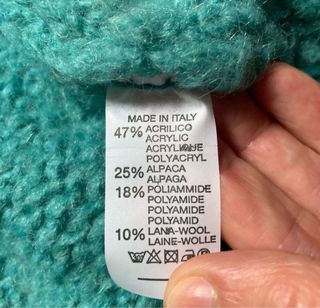 MADE IN ITALY
47% ACRILICO
ACRYLIC
ACRYLIQUE
POLYACRYL
25% ALPACA
ALPAGA
18% POLIAMMIDE
POLYAMIDE
POLYAMIDE
POLYAMID
10% LANA-WOOL
LAINE-WOLLE